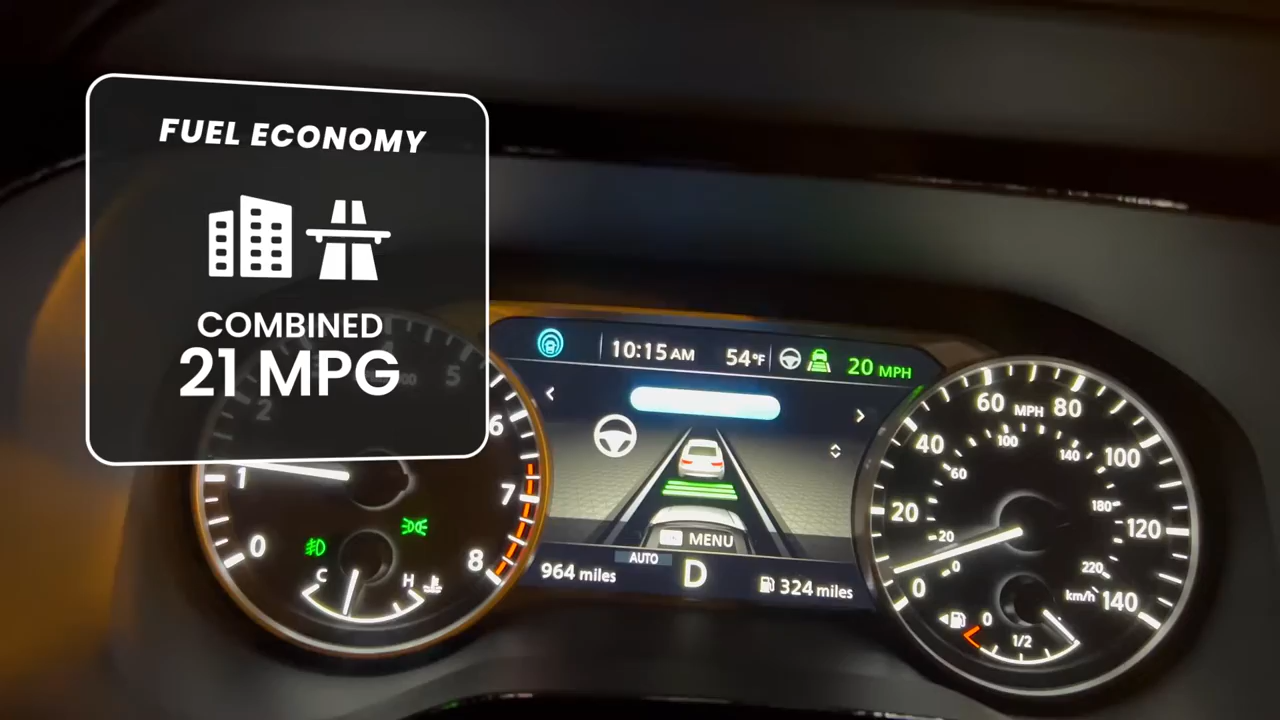 FUEL ECONOMY
COMBINED
21 MPG
10:15 AM 54°F 20 MPH
MENU
AUTO
964 miles D 324 miles
0 1 2 5 6 7 8
C H
0 20 40 60 MPH 80 100 120 140
0 20 60 100 140 180 220 km/h
0 1/2